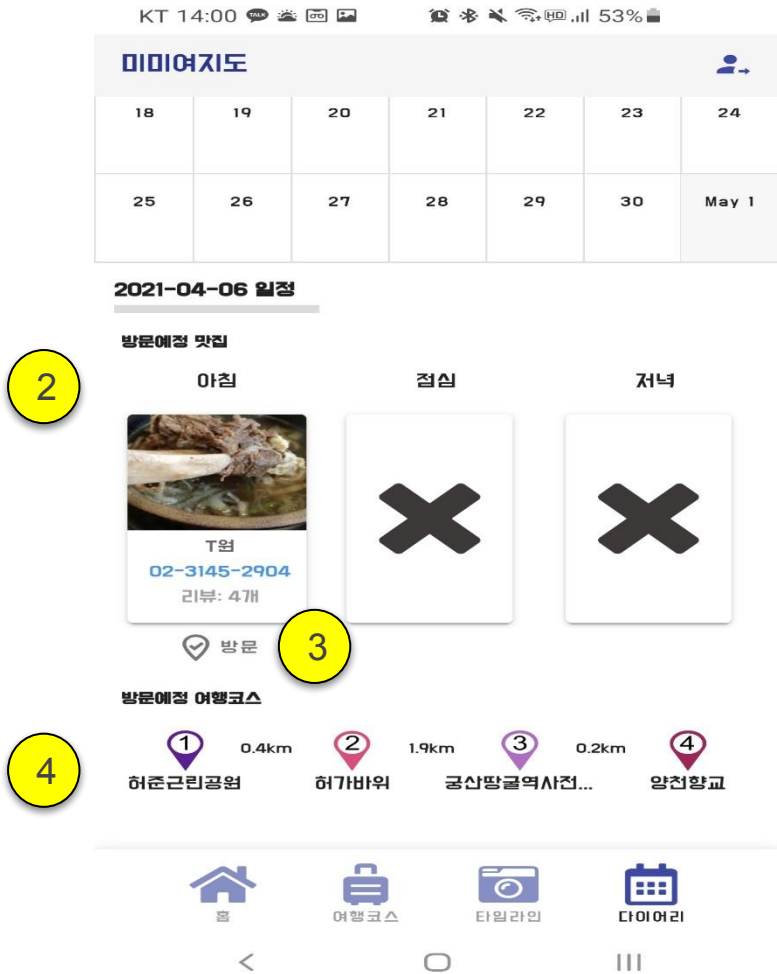 KT 14:00 TALK HD 53%
미미여지도
18 19 20 21 22 23 24
25 26 27 28 29 30 May 1
2021-04-06 일정
방문예정 맛집
2 아침 점심 저녁
T원
02-3145-2904
리뷰: 4개
방문 3
방문예정 여행코스
4 1 0.4km 2 1.9km 3 0.2km 4
허준근린공원 허가바위 궁산땅굴역사전... 양천향교
홈 여행코스 타임라인 다이어리